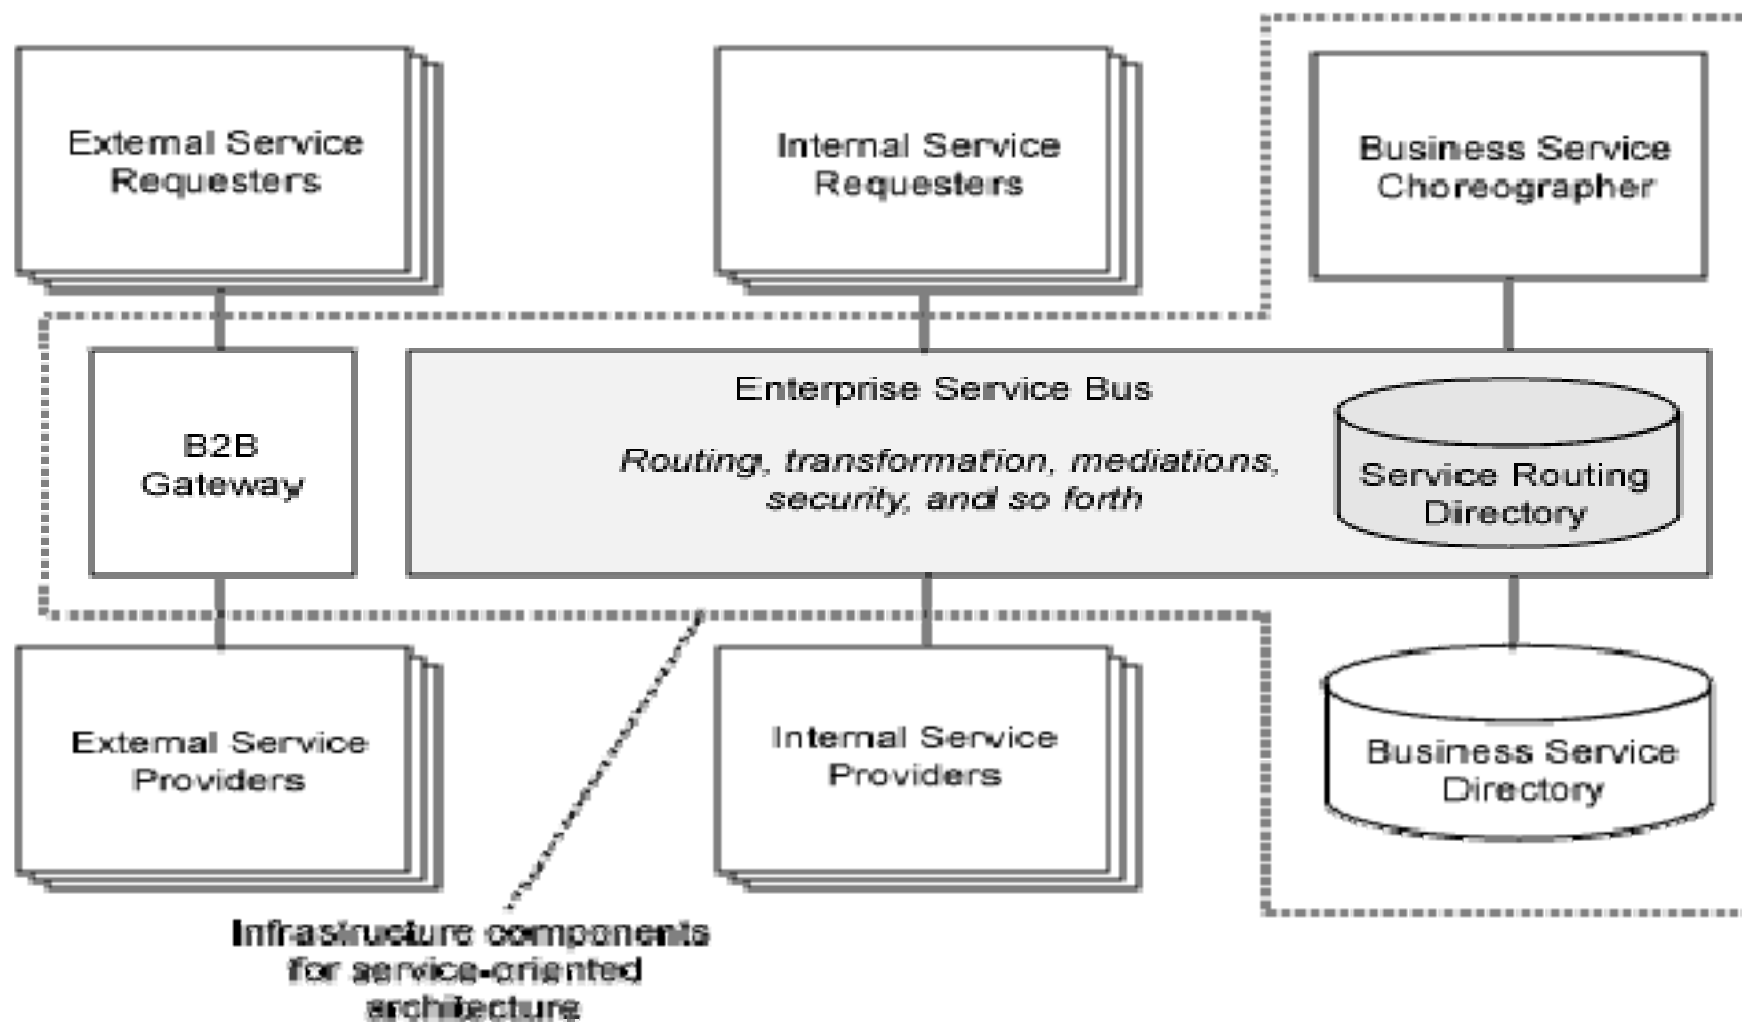 External Service
Requesters
Internal Service
Requesters
Business Service
Choreographer
B2B
Gateway
Enterprise Service Bus
Routing, transformation, mediations,
security, and so forth
Service Routing
Directory
External Service
Providers
Internal Service
Providers
Business Service
Directory
Infrastructure components
for service-oriented
architecture